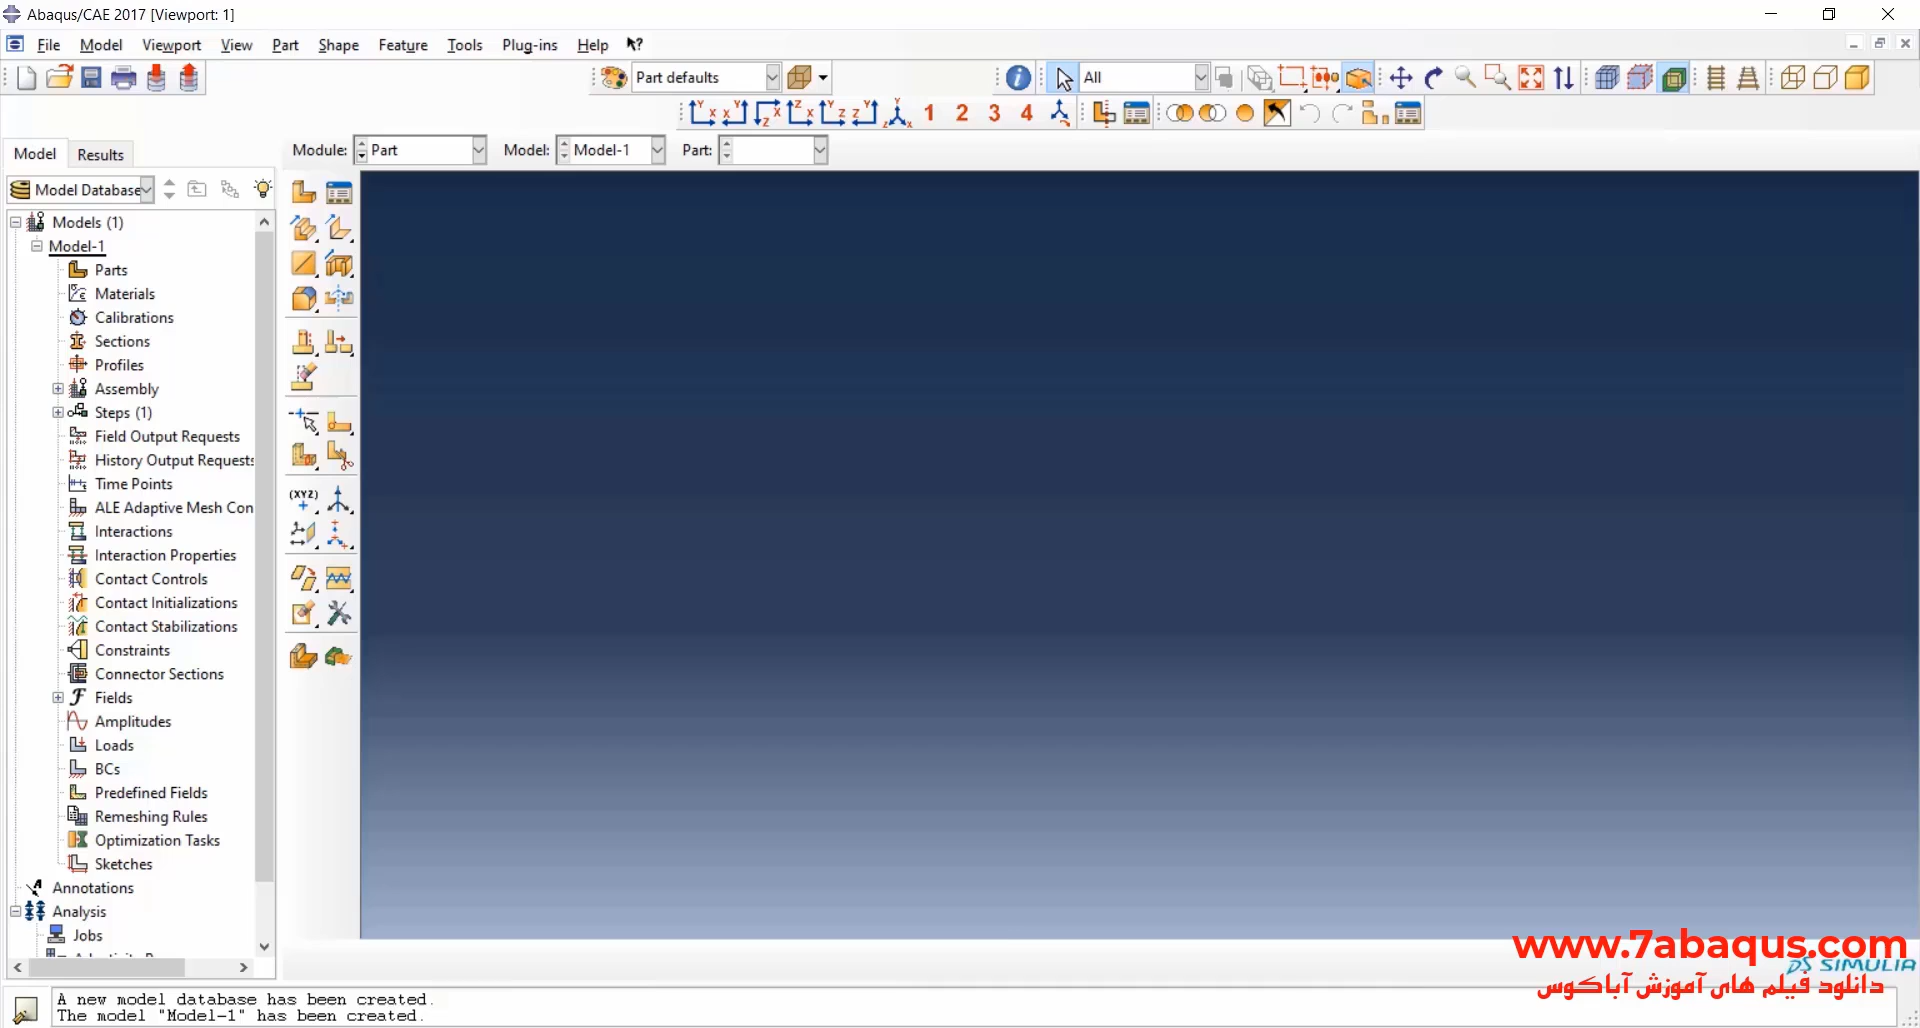 Abaqus/CAE 2017 [Viewport: 1]
File Model Viewport View Part Shape Feature Tools Plug-ins Help
Part defaults All
1 2 3 4
Model Results
Module: Part Model: Model-1 Part:
Model Database
Models (1)
Model-1
Parts
Materials
Calibrations
Sections
Profiles
Assembly
Steps (1)
Field Output Requests
History Output Requests
Time Points
ALE Adaptive Mesh Con
Interactions
Interaction Properties
Contact Controls
Contact Initializations
Contact Stabilizations
Constraints
Connector Sections
Fields
Amplitudes
Loads
BCs
Predefined Fields
Remeshing Rules
Optimization Tasks
Sketches
Annotations
Analysis
Jobs
(XYZ)
www.7abaqus.com
SIMULIA
دانلود فیلم های آموزش آباکوس
A new model database has been created.
The model "Model-1" has been created.